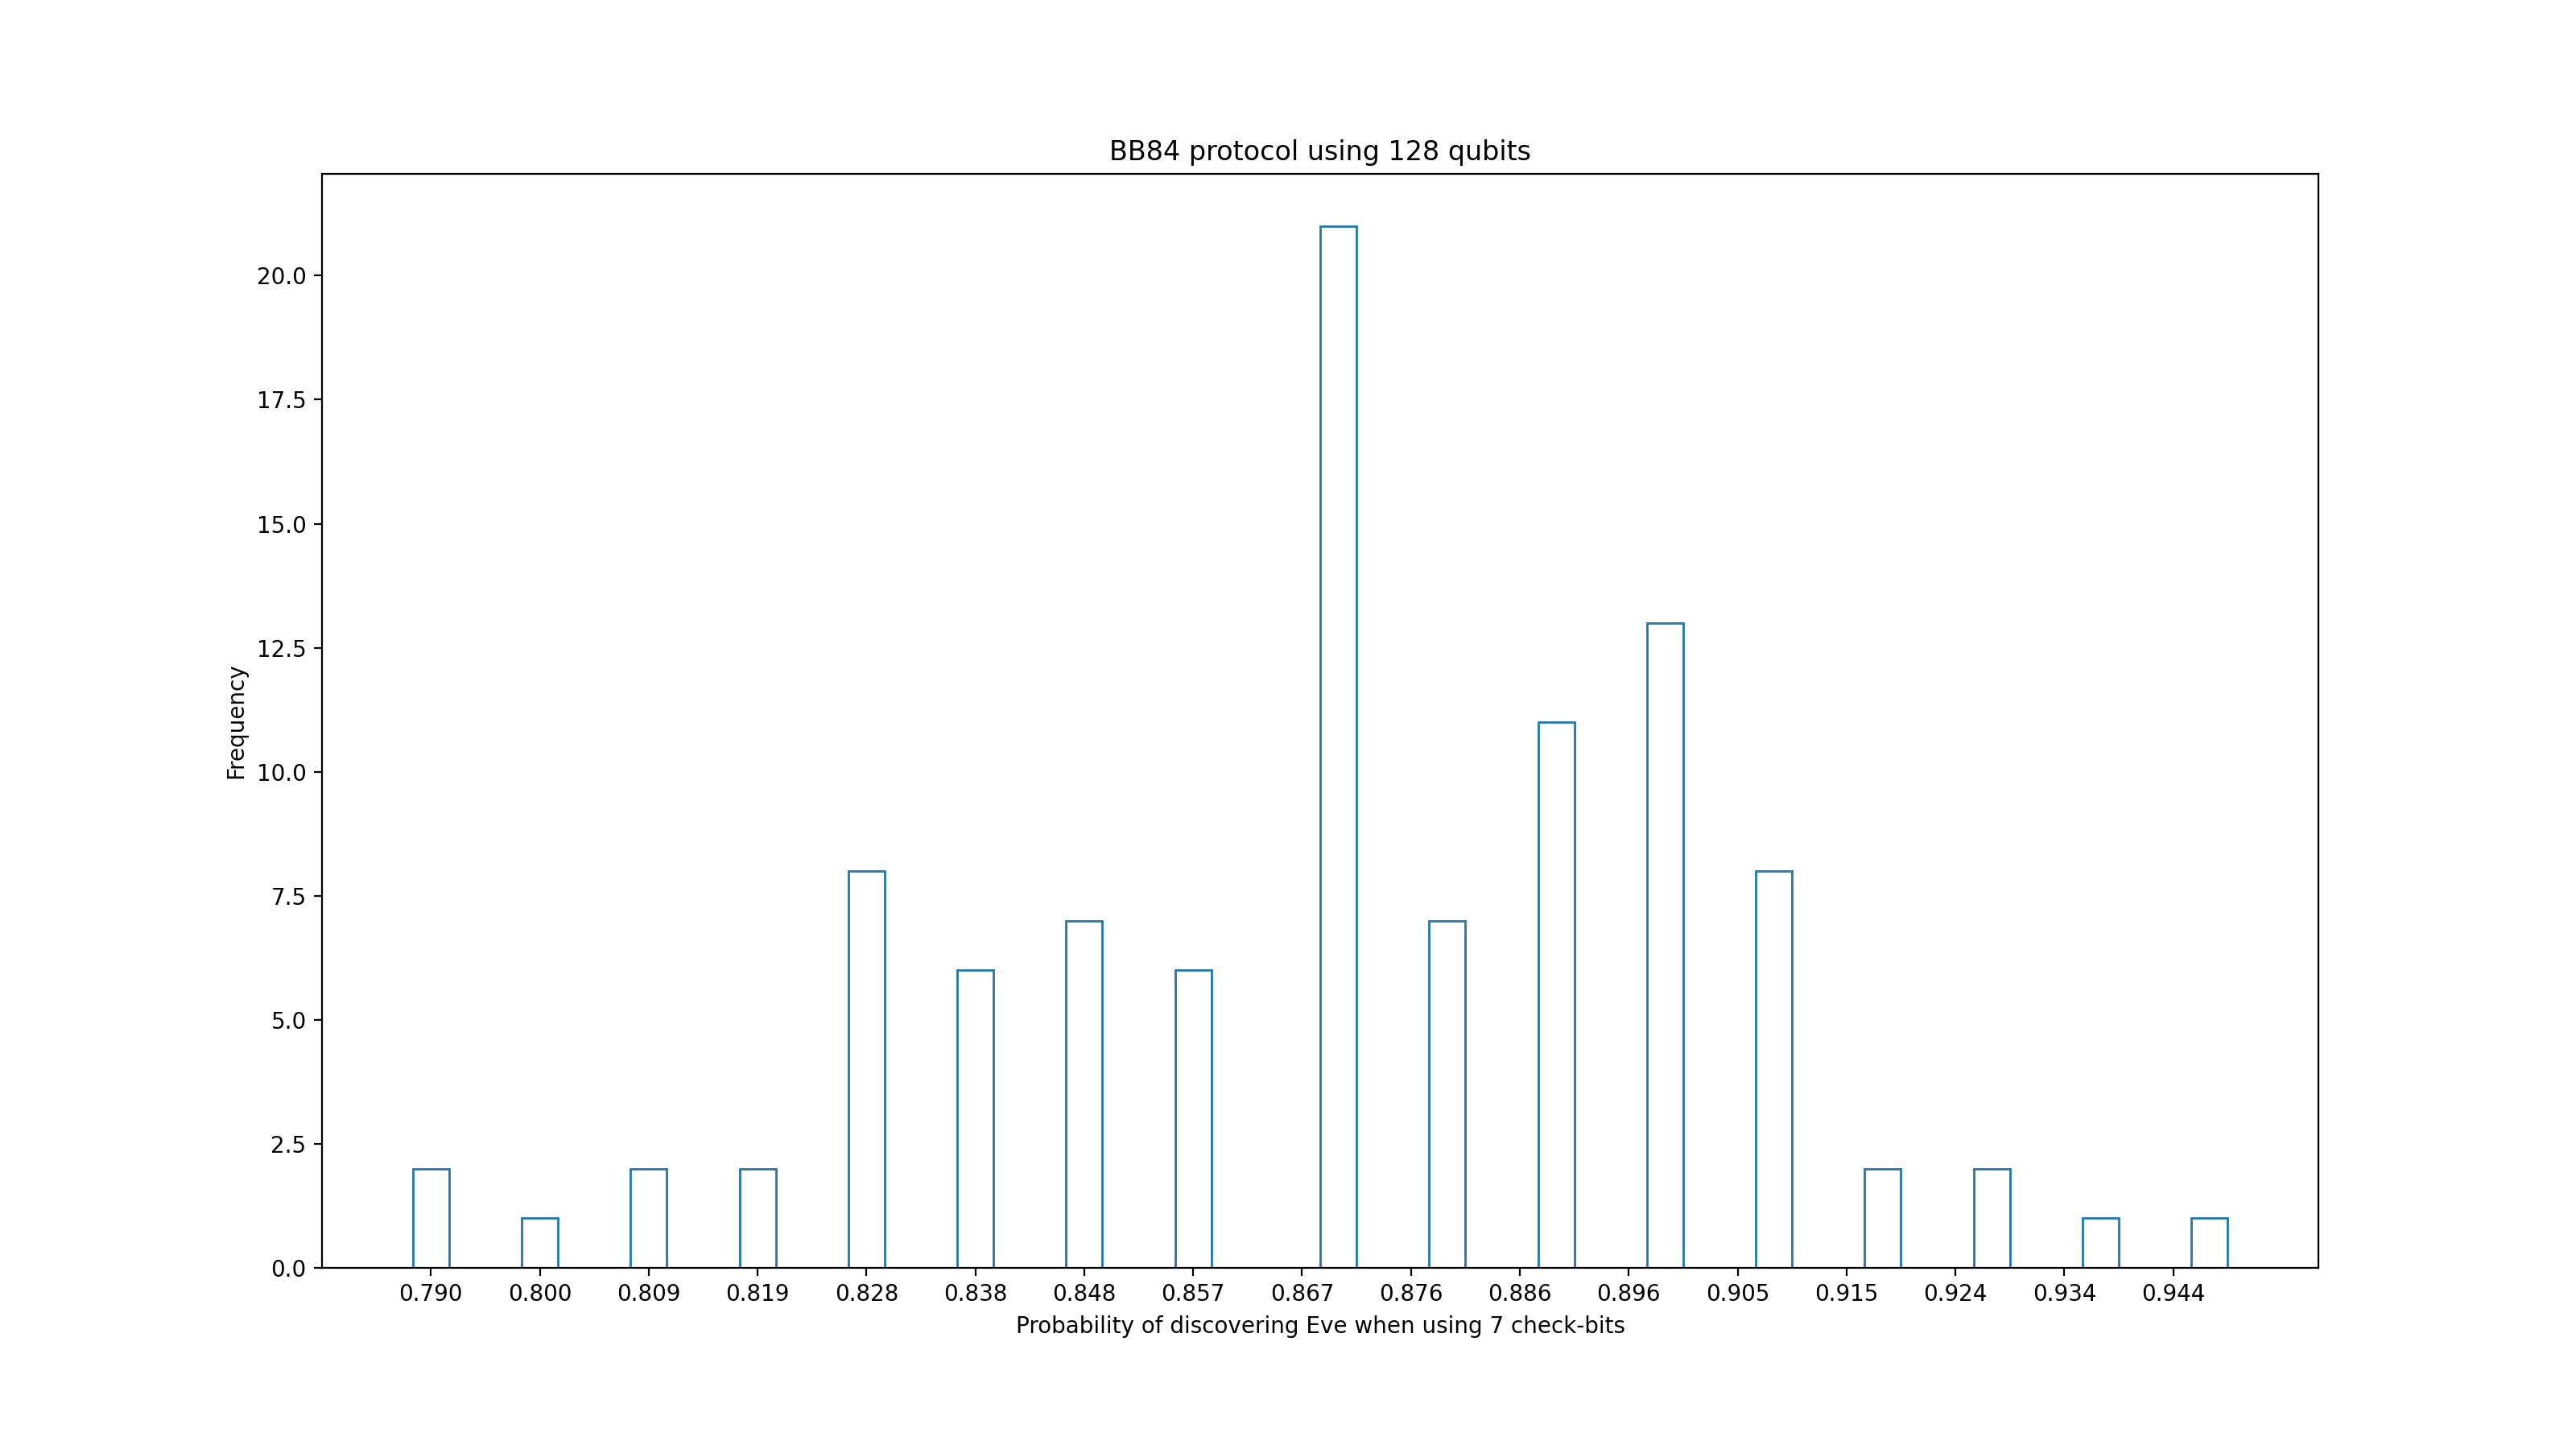 BB84 protocol using 128 qubits
20.0
17.5
15.0
12.5
10.0
7.5
5.0
2.5
0.0
Frequency
0.790 0.800 0.809 0.819 0.828 0.838 0.848 0.857 0.867 0.876 0.886 0.896 0.905 0.915 0.924 0.934 0.944
Probability of discovering Eve when using 7 check-bits